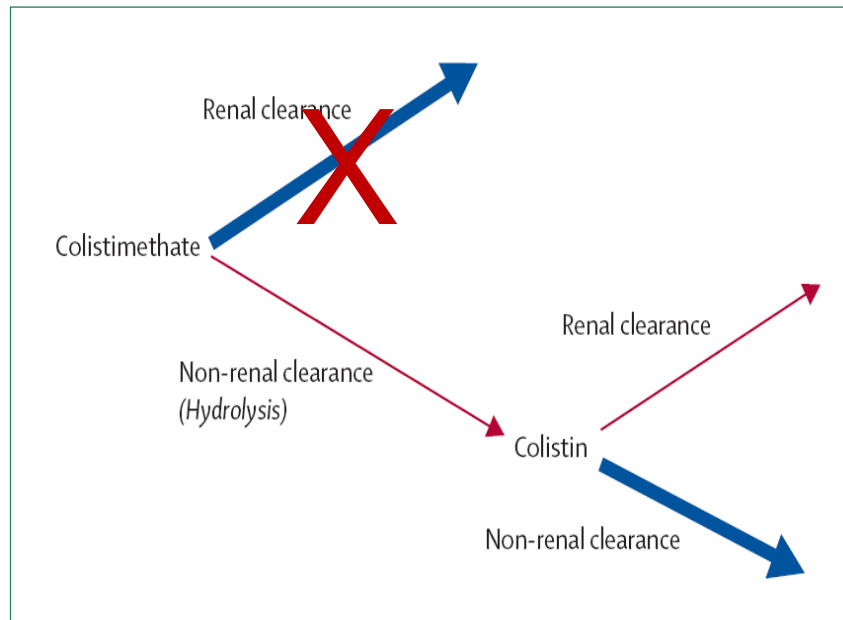 Renal clearance
Colistimethate
Renal clearance
Non-renal clearance
(Hydrolysis)
Colistin
Non-renal clearance